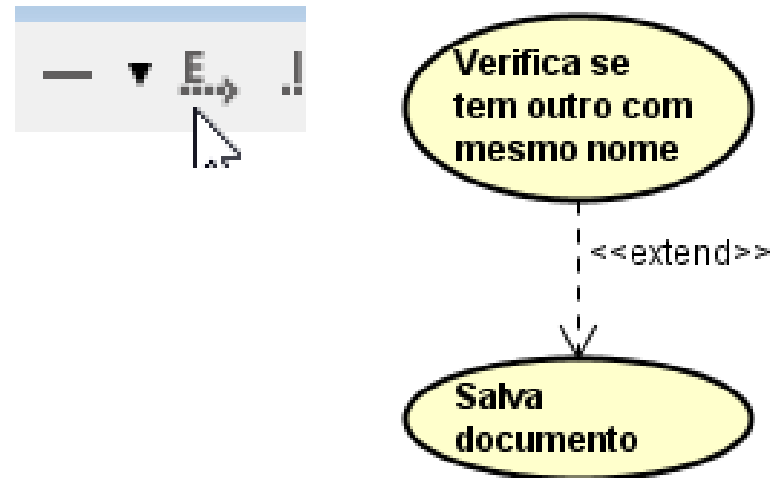 E
Verifica se
tem outro com
mesmo nome
<<extend>>
Salva
documento